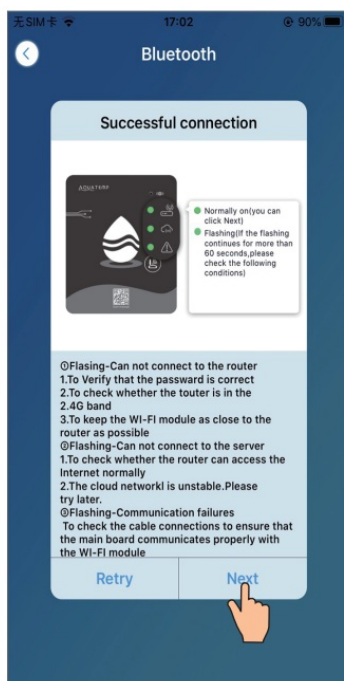 无SIM卡 17:02 90%
Bluetooth
Successful connection
AQUATEMP
Normally on(you can
click Next)
Flashing(If the flashing
continues for more than
60 seconds,please
check the following
conditions)
①Flasing-Can not connect to the router
1.To Verify that the passward is correct
2.To check whether the touter is in the
2.4G band
3.To keep the WI-FI module as close to the
router as possible
②Flashing-Can not connect to the server
1.To check whether the router can access the
Internet normally
2.The cloud networkl is unstable.Please
try later.
③Flashing-Communication failures
To check the cable connections to ensure that
the main board communicates properly with
the WI-FI module
Retry Next